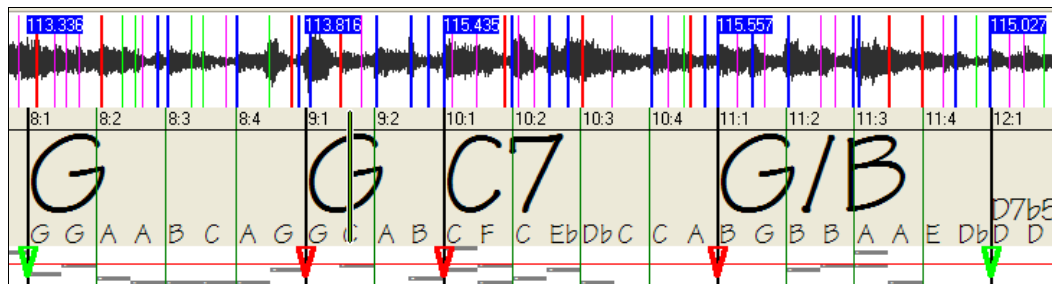 113.336 113.816 115.435 115.557 115.027
8:1 8:2 8:3 8:4 9:1 9:2 10:1 10:2 10:3 10:4 11:1 11:2 11:3 11:4 12:1
G G C7 G/B D7b5
G G A A B C A G G C A B C F C Eb Db C C A B G B B A A E Db D D